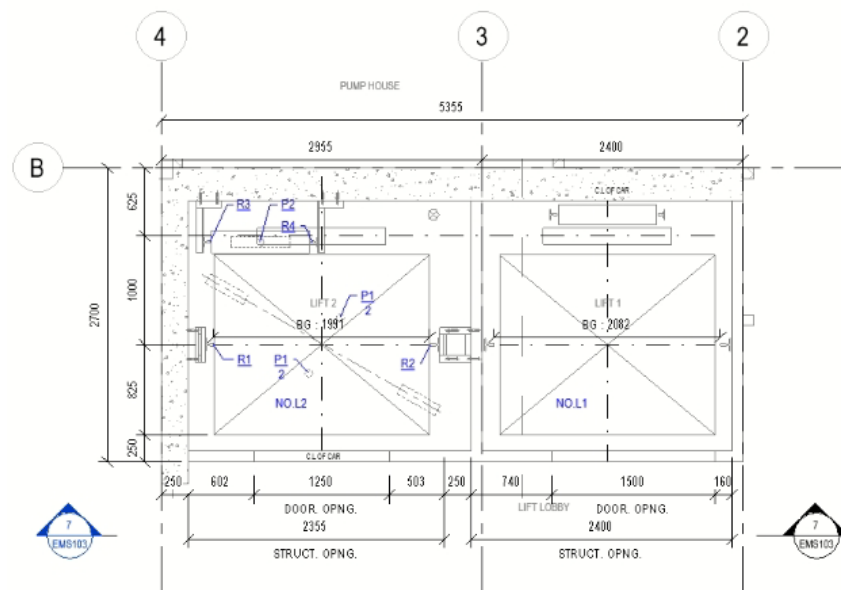 4
3
2
PUMP HOUSE
5355
2955
2400
B
C.L OF CAR
625
R3
P2
R4
1000
2700
LIFT 2
P1
2
LIFT 1
BG : 1991
BG : 2082
R1
P1
2
R2
825
NO.L2
NO.L1
250
C.L OF CAR
250
602
1250
503
250
740
1500
160
DOOR. OPNG.
LIFT LOBBY
DOOR. OPNG.
7
EMS103
2355
2400
7
EMS103
STRUCT. OPNG.
STRUCT. OPNG.